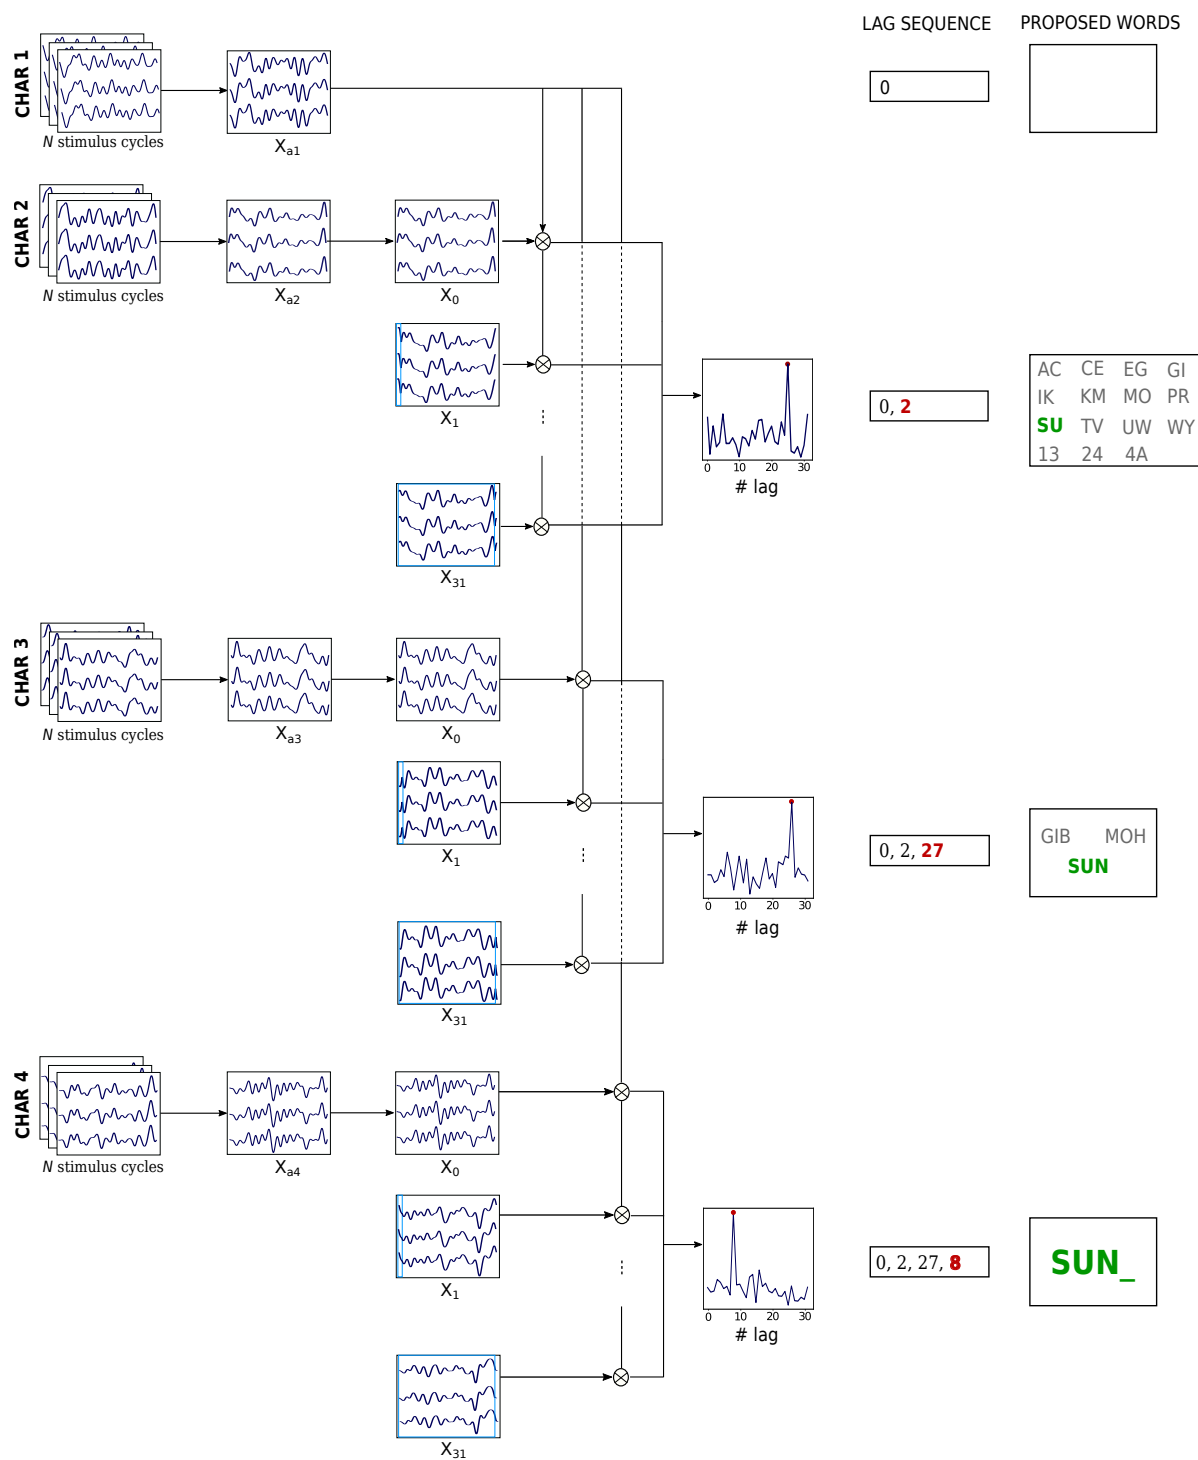 LAG SEQUENCE PROPOSED WORDS
CHAR 1
N stimulus cycles
Xa1
0
CHAR 2
N stimulus cycles
Xa2
X0
X1
X31
0 10 20 30
# lag
0, 2
AC CE EG GI
IK KM MO PR
SU TV UW WY
13 24 4A
CHAR 3
N stimulus cycles
Xa3
X0
X1
X31
0 10 20 30
# lag
0, 2, 27
GIB MOH
SUN
CHAR 4
N stimulus cycles
Xa4
X0
X1
X31
0 10 20 30
# lag
0, 2, 27, 8
SUN_